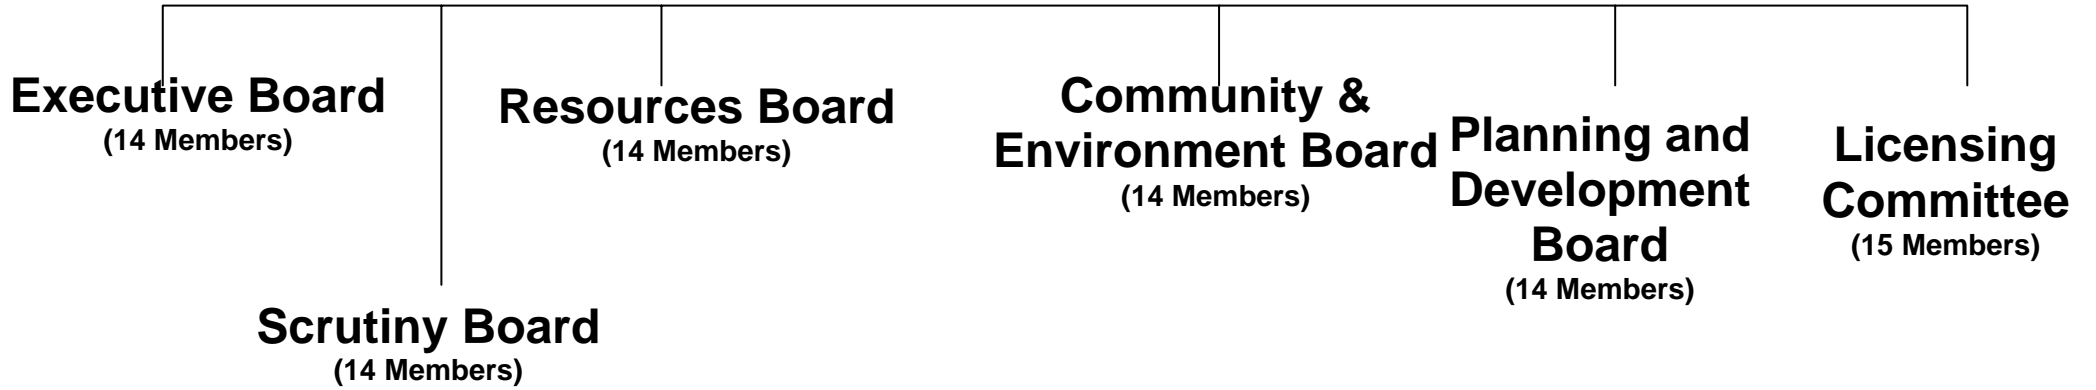 Executive Board
(14 Members)
Scrutiny Board
(14 Members)
Resources Board
(14 Members)
Community &
Environment Board
(14 Members)
Planning and
Development
Board
(14 Members)
Licensing
Committee
(15 Members)